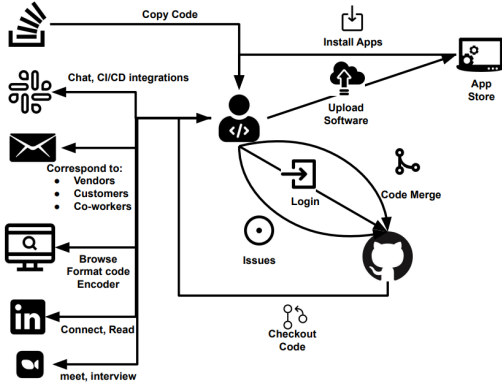 Copy Code
Install Apps
Chat, CI/CD integrations
App
Store
Upload
Software
</>
Correspond to:
● Vendors
● Customers
● Co-workers
Login
Code Merge
Issues
Browse
Format code
Encoder
in
Connect, Read
Checkout
Code
meet, interview